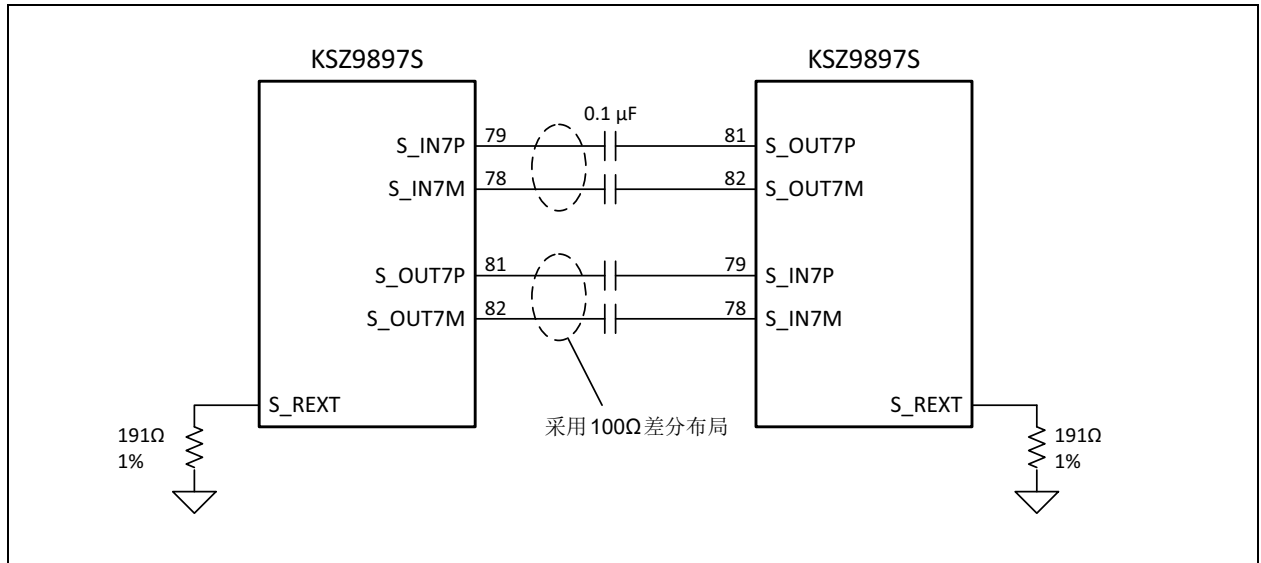 KSZ9897S
KSZ9897S
0.1 µF
S_IN7P 79 81 S_OUT7P
S_IN7M 78 82 S_OUT7M
S_OUT7P 81 79 S_IN7P
S_OUT7M 82 78 S_IN7M
S_REXT
S_REXT
采用100Ω差分布局
191Ω
1%
191Ω
1%